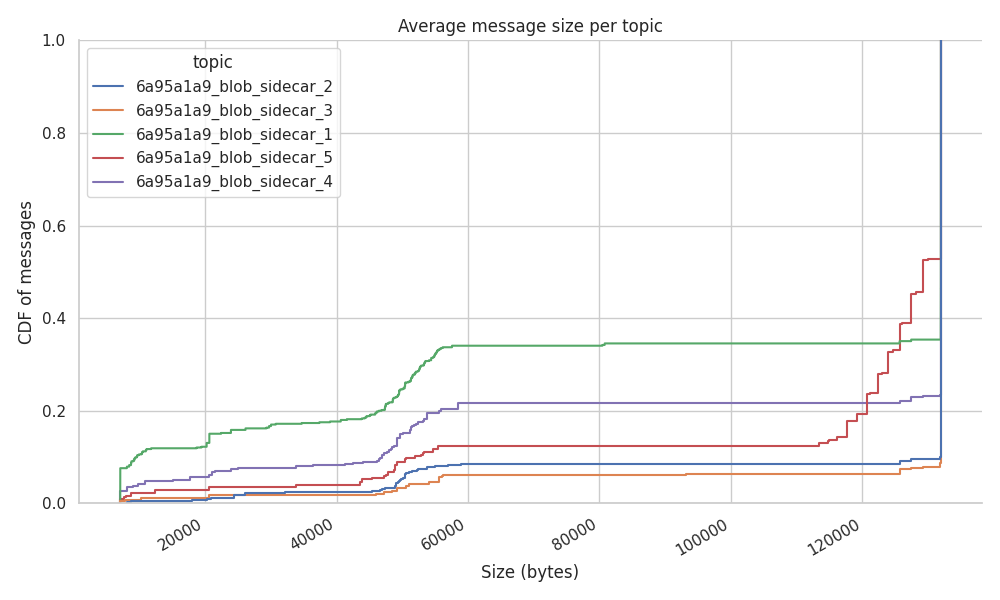 Average message size per topic
1.0
0.8
0.6
0.4
0.2
0.0
CDF of messages
topic
6a95a1a9_blob_sidecar_2
6a95a1a9_blob_sidecar_3
6a95a1a9_blob_sidecar_1
6a95a1a9_blob_sidecar_5
6a95a1a9_blob_sidecar_4
20000
40000
60000
80000
100000
120000
Size (bytes)